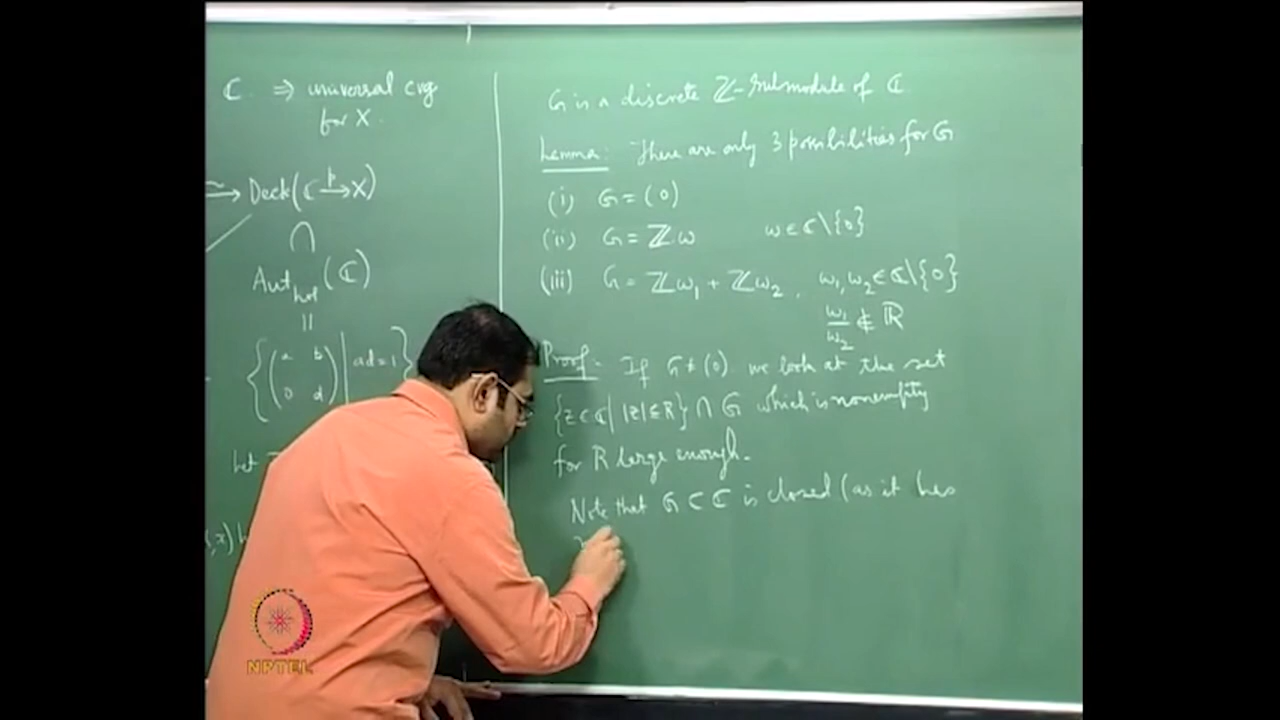 ℂ ⇒ universal cvg
for X.
≃→ Deck(ℂ –p→ X)
∩
Aut_hol(ℂ)
||
{(a b
0 d) | ad=1}
Let
,x)
G is a discrete ℤ-submodule of ℂ
Lemma: There are only 3 possibilities for G
(i) G = (0)
(ii) G = ℤω ω∈ℂ\{0}
(iii) G = ℤω₁ + ℤω₂, ω₁,ω₂∈ℂ\{0}
ω₁/ω₂ ∉ ℝ
Proof. If G ≠ (0) we look at the set
{z∈ℂ| |z|≤R} ∩ G which is nonempty
for R large enough.
Note that G ⊂ ℂ is closed (as it has
NPTEL